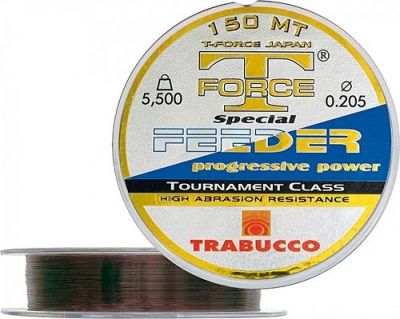 150 MT
T-FORCE JAPAN
T
FORCE ®
5,500
Ø
0.205
Special
FEEDER
progressive power
TOURNAMENT CLASS
HIGH ABRASION RESISTANCE
TRABUCCO